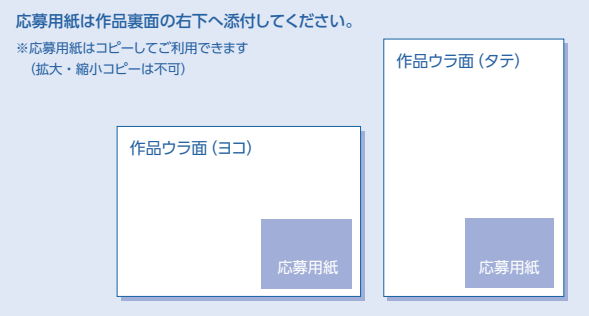 応募用紙は作品裏面の右下へ添付してください。
※応募用紙はコピーしてご利用できます
（拡大・縮小コピーは不可）
作品ウラ面（ヨコ）
応募用紙
作品ウラ面（タテ）
応募用紙